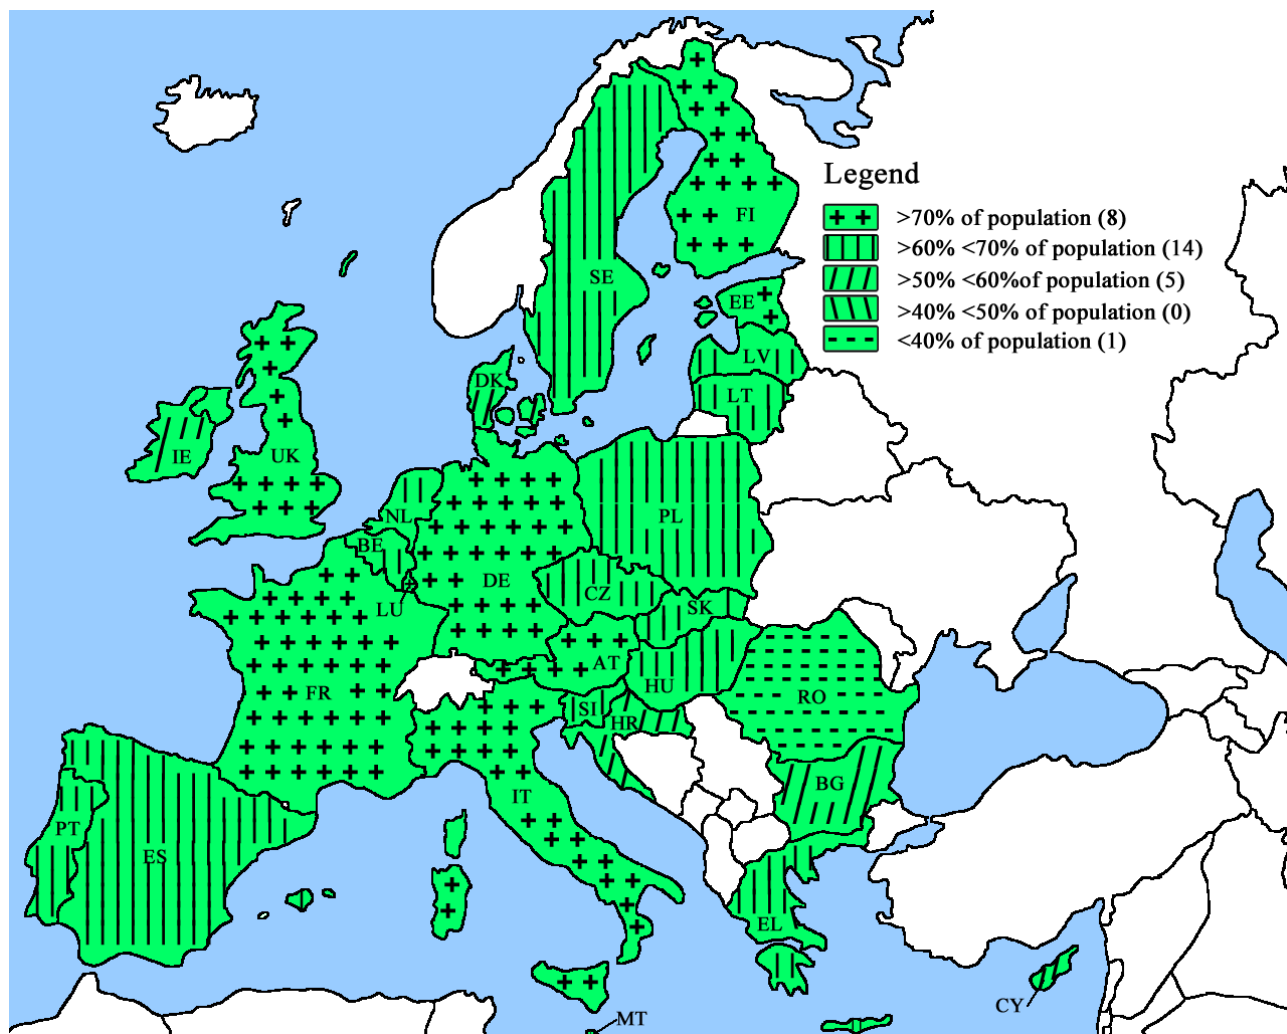 Legend
>70% of population (8)
>60% <70% of population (14)
>50% <60%of population (5)
>40% <50% of population (0)
<40% of population (1)
FI
SE
EE
LV
DK
LT
IE
UK
NL
PL
BE
DE
CZ
LU
SK
AT
HU
FR
RO
SI
HR
BG
IT
PT
ES
EL
CY
MT